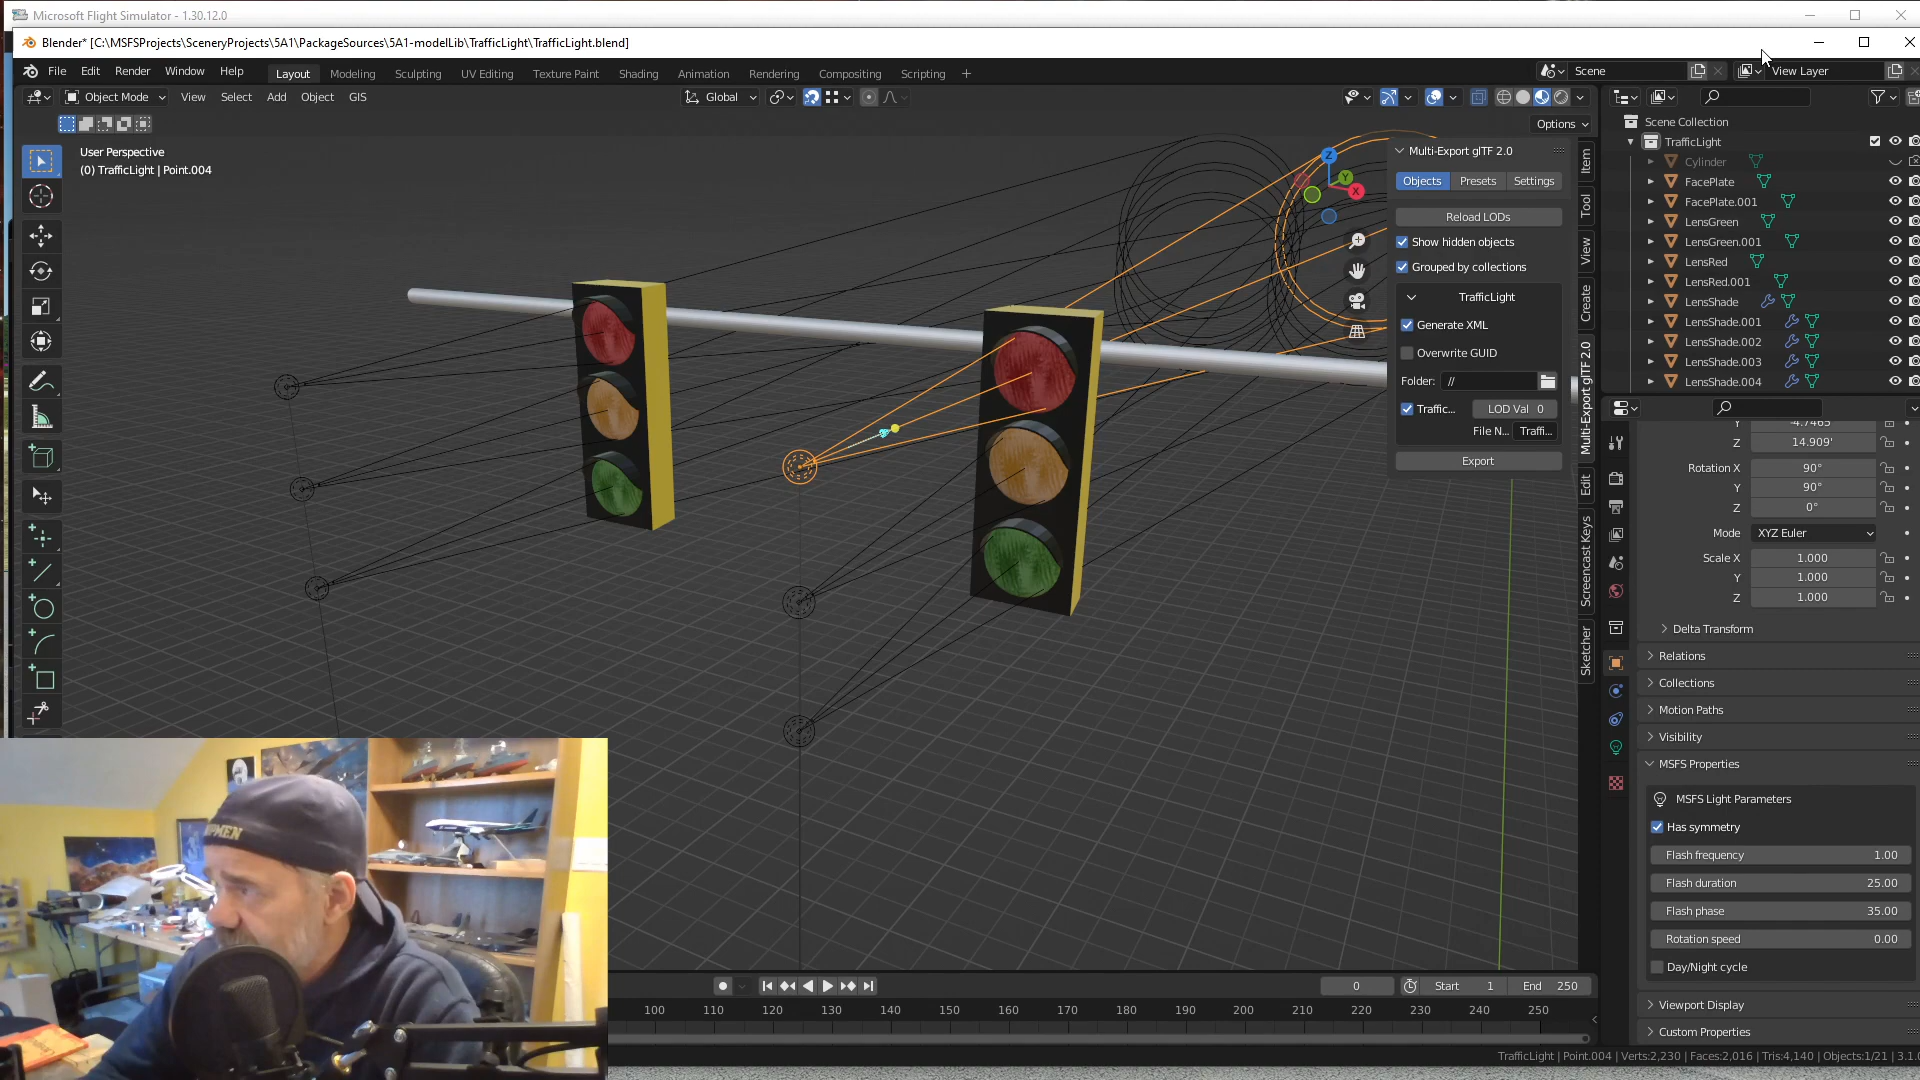 Microsoft Flight Simulator - 1.30.12.0
Blender* [C:\MSFSProjects\SceneryProjects\5A1\PackageSources\5A1-modelLib\TrafficLight\TrafficLight.blend]
File Edit Render Window Help Layout Modeling Sculpting UV Editing Texture Paint Shading Animation Rendering Compositing Scripting + Scene View Layer
Object Mode View Select Add Object GIS Global
Options
User Perspective
(0) TrafficLight | Point.004
Z
Y
X
Multi-Export glTF 2.0
Objects Presets Settings
Reload LODs
Show hidden objects
Grouped by collections
TrafficLight
Generate XML
Overwrite GUID
Folder: //
Traffic... LOD Val 0
File N... Traffi...
Export
Item
Tool
View
Create
Multi-Export glTF 2.0
Edit
Screencast Keys
Sketcher
Scene Collection
TrafficLight
Cylinder
FacePlate
FacePlate.001
LensGreen
LensGreen.001
LensRed
LensRed.001
LensShade
LensShade.001
LensShade.002
LensShade.003
LensShade.004
Y -4.7465
Z 14.909'
Rotation X 90°
Y 90°
Z 0°
Mode XYZ Euler
Scale X 1.000
Y 1.000
Z 1.000
Delta Transform
Relations
Collections
Motion Paths
Visibility
MSFS Properties
MSFS Light Parameters
Has symmetry
Flash frequency 1.00
Flash duration 25.00
Flash phase 35.00
Rotation speed 0.00
Day/Night cycle
Viewport Display
Custom Properties
0 Start 1 End 250
100 110 120 130 140 150 160 170 180 190 200 210 220 230 240 250
TrafficLight | Point.004 | Verts:2,230 | Faces:2,016 | Tris:4,140 | Objects:1/21 | 3.1.0